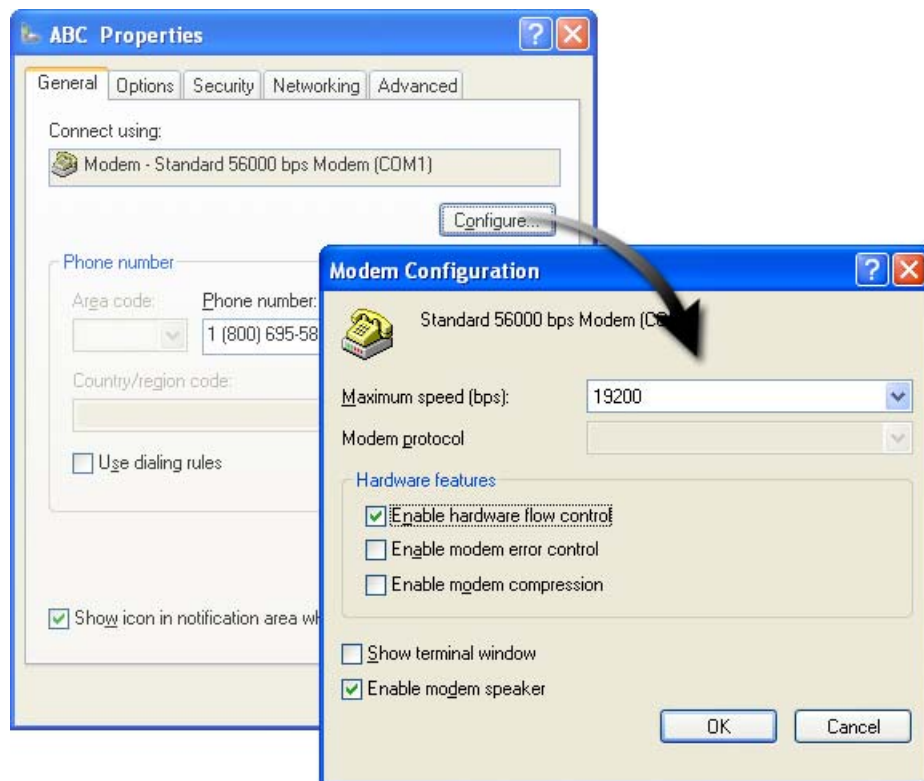 ABC Properties
General Options Security Networking Advanced
Connect using:
Modem - Standard 56000 bps Modem (COM1)
Configure...
Phone number
Area code: Phone number:
1 (800) 695-58
Country/region code:
Use dialing rules
Show icon in notification area
Modem Configuration
Standard 56000 bps Modem
Maximum speed (bps): 19200
Modem protocol
Hardware features
Enable hardware flow control
Enable modem error control
Enable modem compression
Show terminal window
Enable modem speaker
OK Cancel